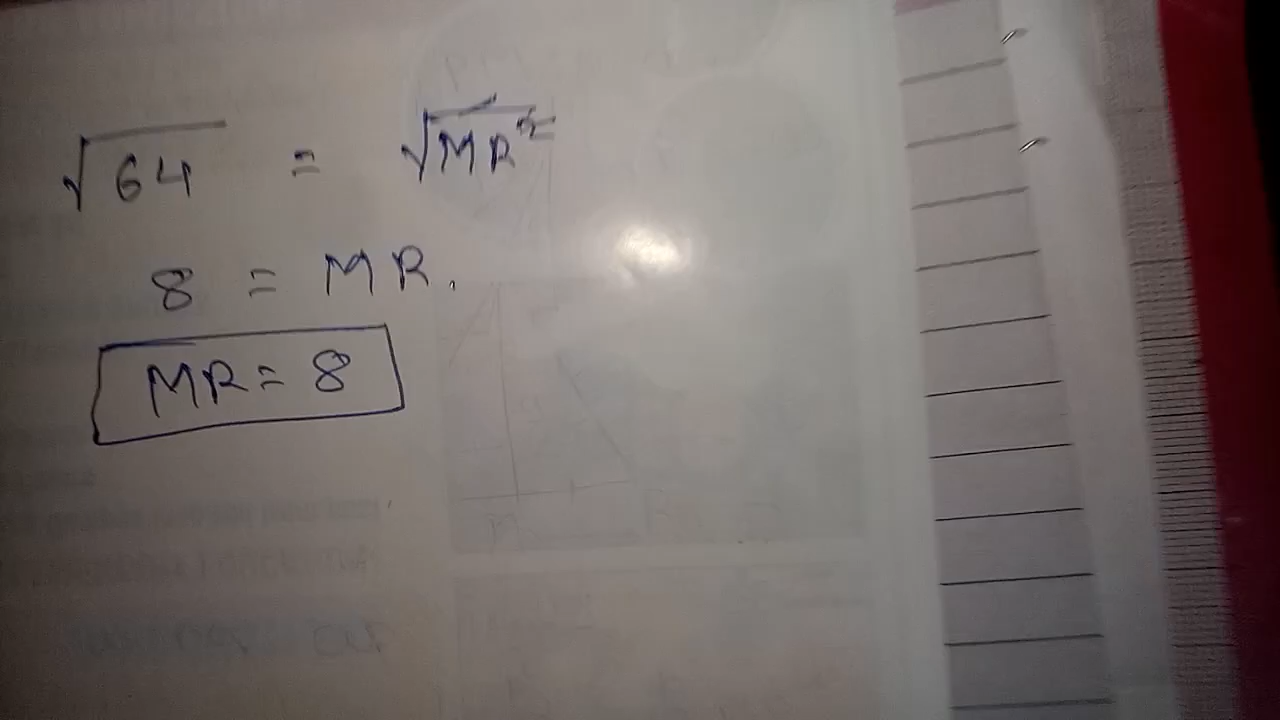 √64 = √MR²
8 = MR.
MR = 8